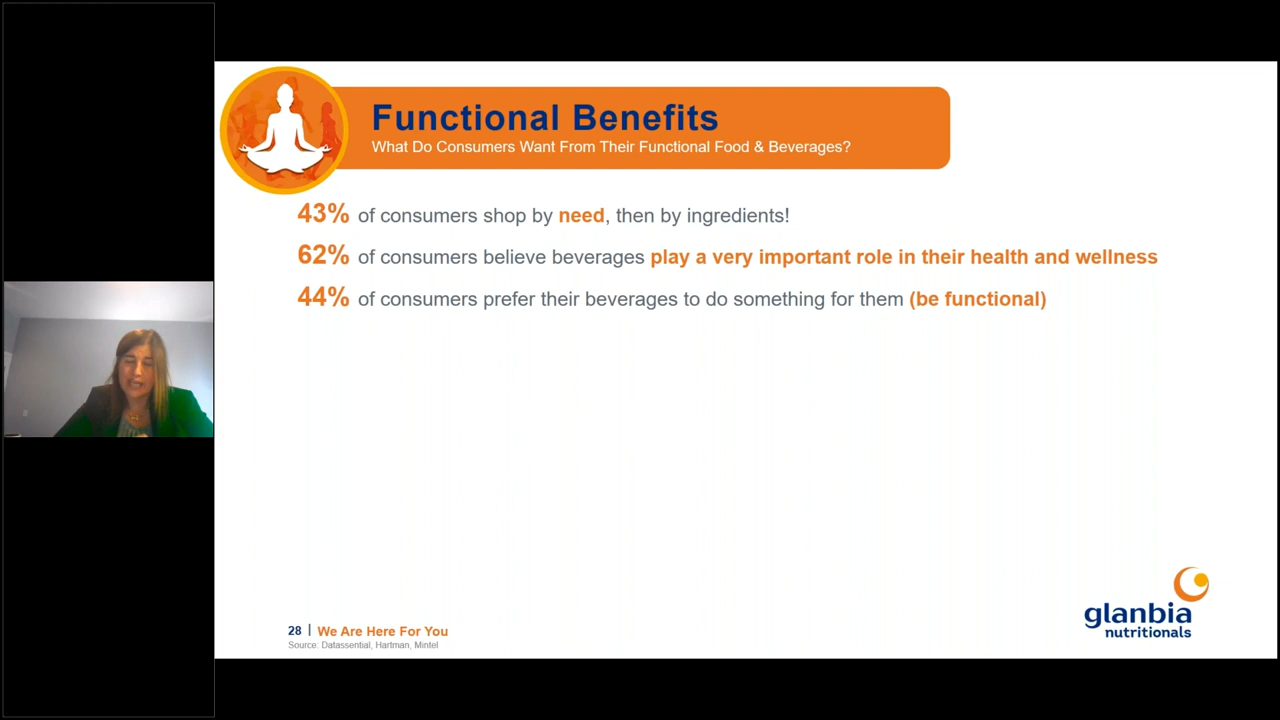 Functional Benefits
What Do Consumers Want From Their Functional Food & Beverages?
43% of consumers shop by need, then by ingredients!
62% of consumers believe beverages play a very important role in their health and wellness
44% of consumers prefer their beverages to do something for them (be functional)
28 | We Are Here For You
Source: Datassential, Hartman, Mintel
glanbia
nutritionals